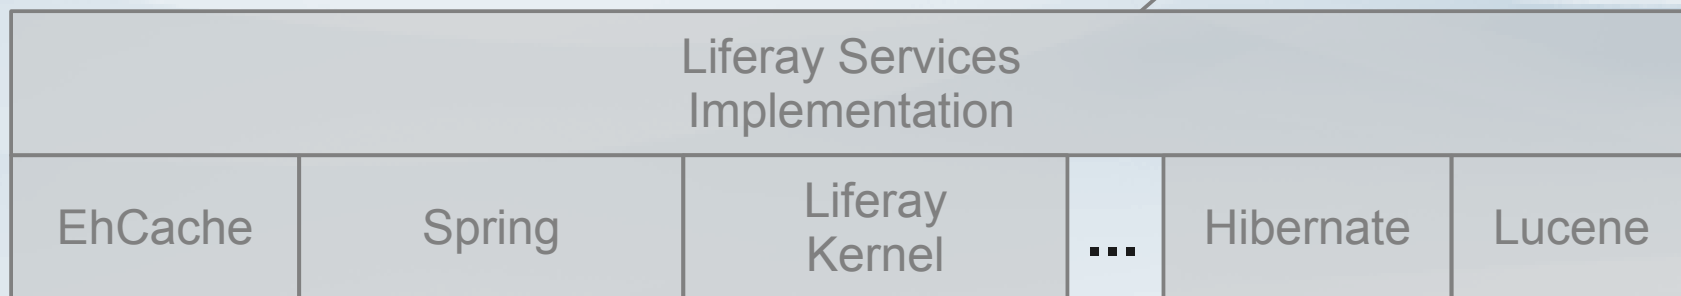 Liferay Services
Implementation
EhCache
Spring
Liferay
Kernel
...
Hibernate
Lucene